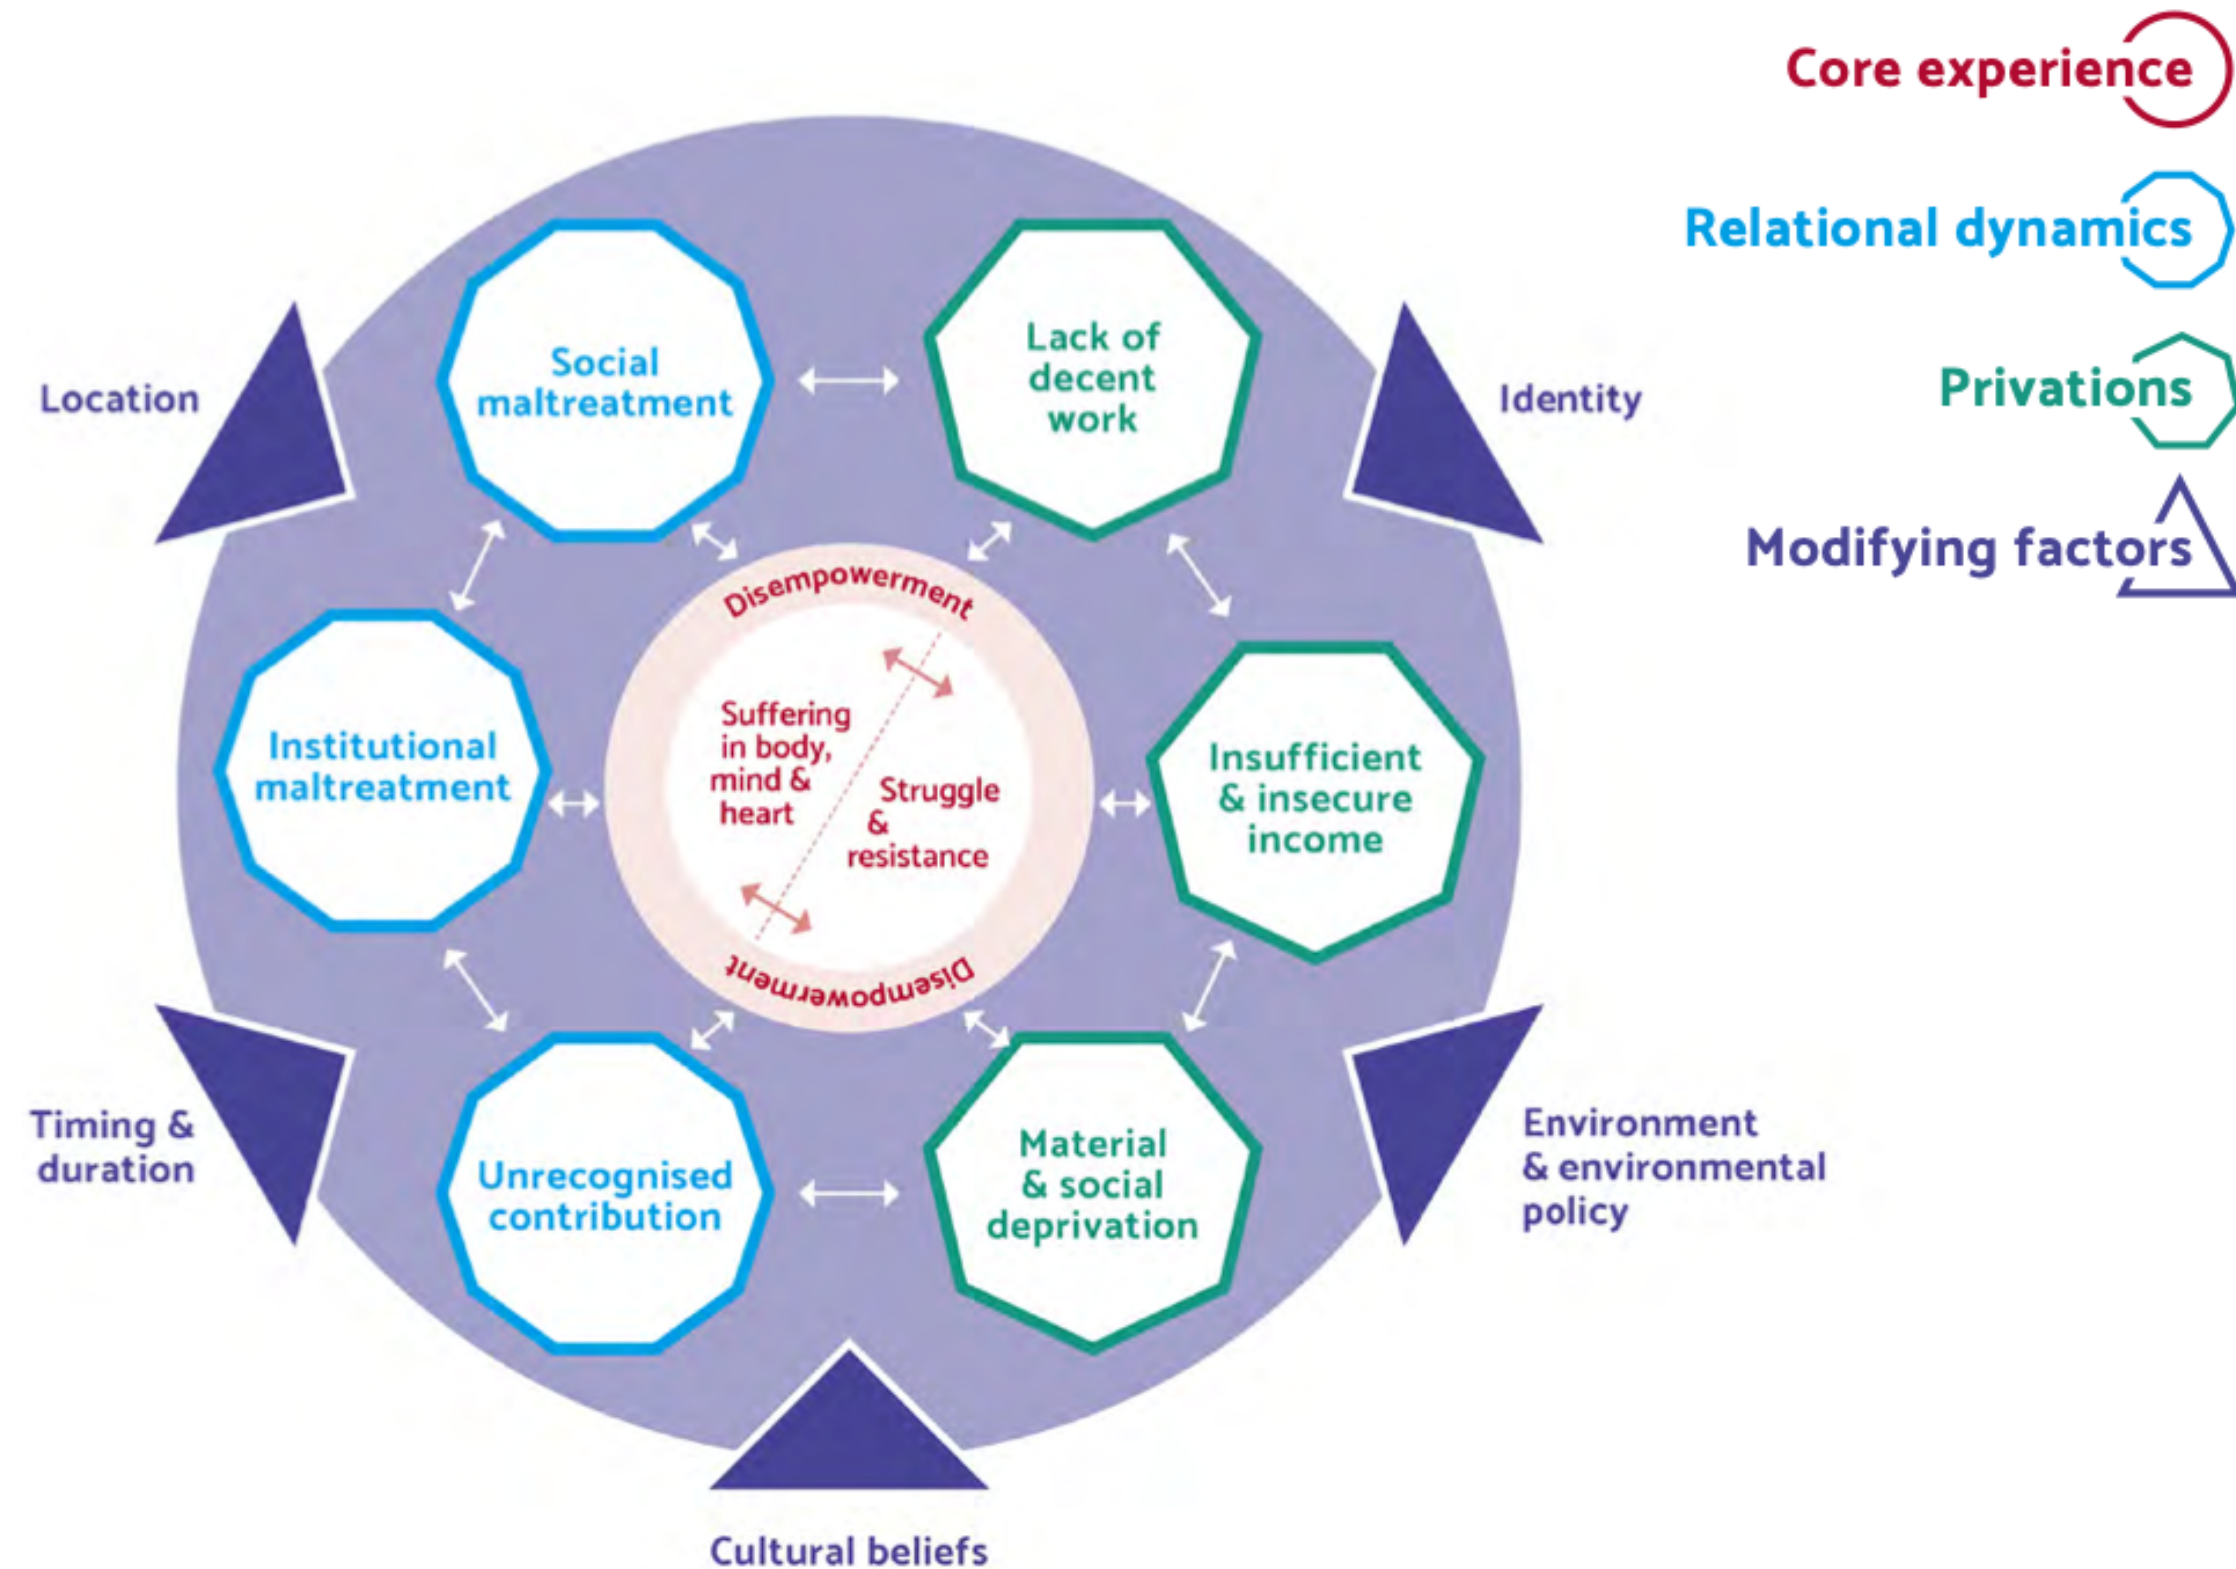 Core experience
Relational dynamics
Privations
Modifying factors
Location
Identity
Social
maltreatment
Lack of
decent
work
Institutional
maltreatment
Disempowerment
Suffering
in body,
mind &
heart
Struggle
&
resistance
Disempowerment
Insufficient
& insecure
income
Timing &
duration
Unrecognised
contribution
Material
& social
deprivation
Environment
& environmental
policy
Cultural beliefs